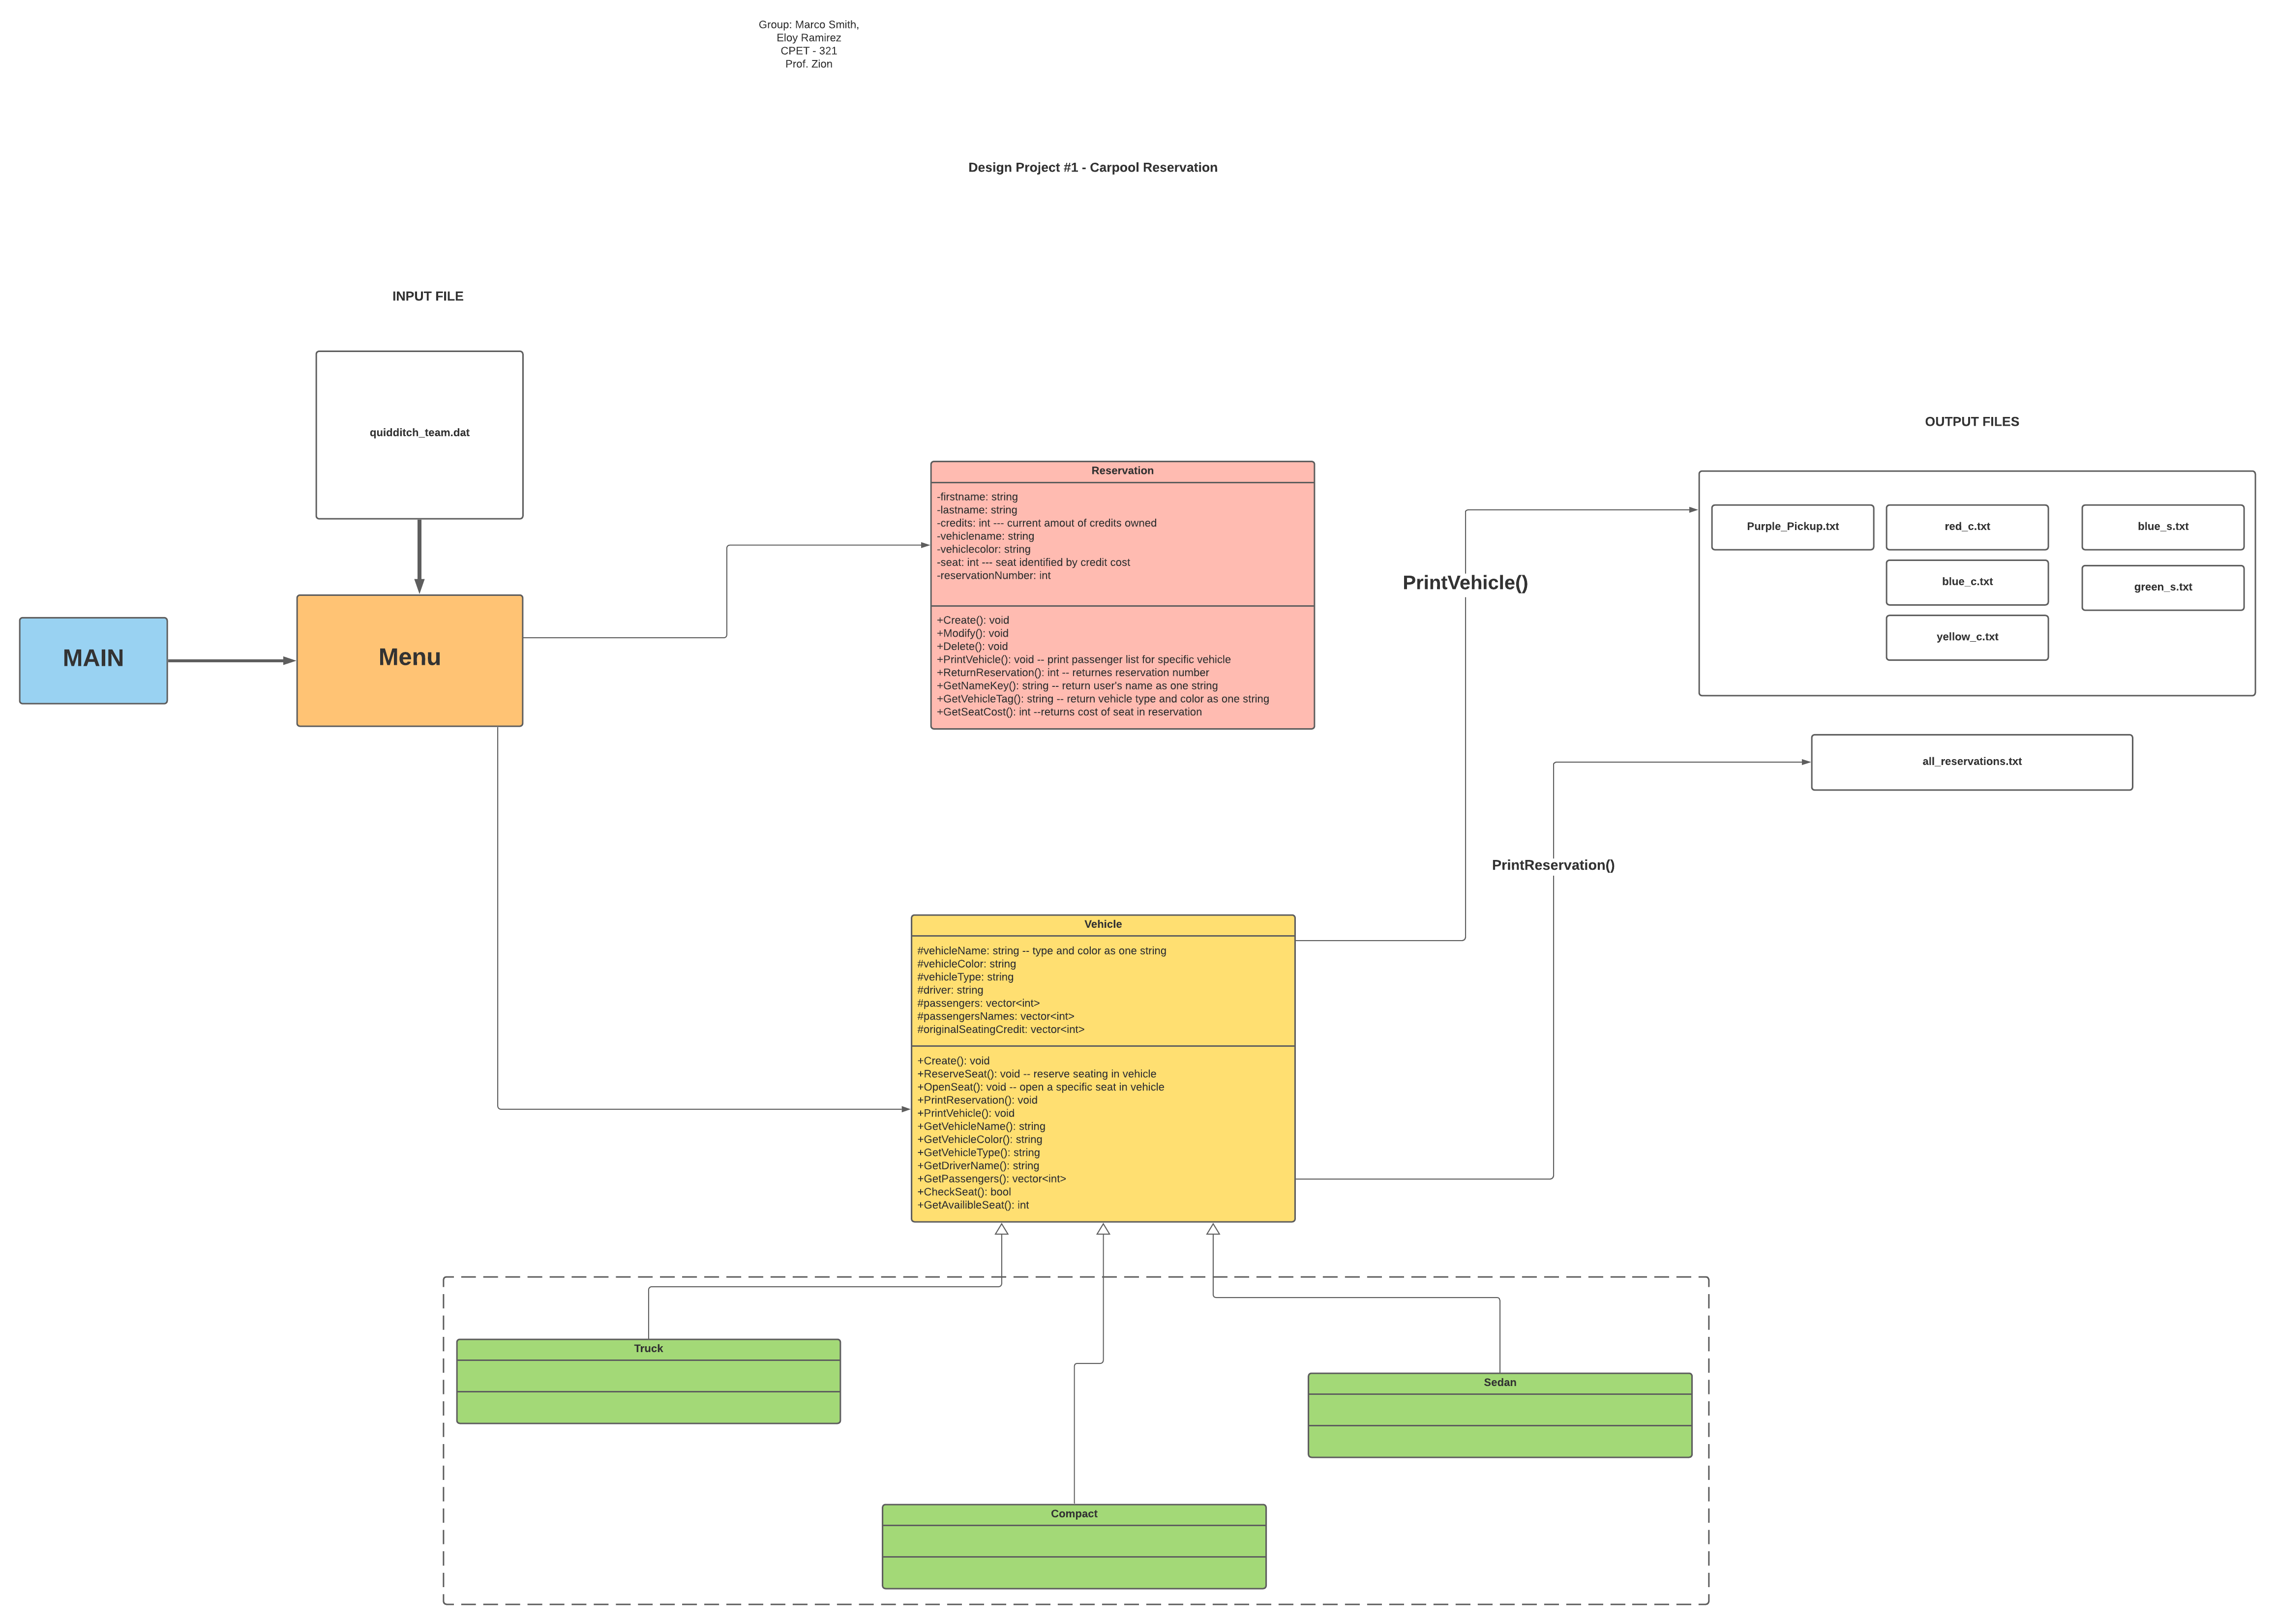 Group: Marco Smith,
Eloy Ramirez
CPET - 321
Prof. Zion
Design Project #1 - Carpool Reservation
INPUT FILE
quidditch_team.dat
MAIN
Menu
Reservation
-firstname: string
-lastname: string
-credits: int --- current amout of credits owned
-vehiclename: string
-vehiclecolor: string
-seat: int --- seat identified by credit cost
-reservationNumber: int
+Create(): void
+Modify(): void
+Delete(): void
+PrintVehicle(): void -- print passenger list for specific vehicle
+ReturnReservation(): int -- returnes reservation number
+GetNameKey(): string -- return user's name as one string
+GetVehicleTag(): string -- return vehicle type and color as one string
+GetSeatCost(): int --returns cost of seat in reservation
PrintVehicle()
OUTPUT FILES
Purple_Pickup.txt
red_c.txt
blue_s.txt
blue_c.txt
green_s.txt
yellow_c.txt
all_reservations.txt
PrintReservation()
Vehicle
#vehicleName: string -- type and color as one string
#vehicleColor: string
#vehicleType: string
#driver: string
#passengers: vector<int>
#passengersNames: vector<int>
#originalSeatingCredit: vector<int>
+Create(): void
+ReserveSeat(): void -- reserve seating in vehicle
+OpenSeat(): void -- open a specific seat in vehicle
+PrintReservation(): void
+PrintVehicle(): void
+GetVehicleName(): string
+GetVehicleColor(): string
+GetVehicleType(): string
+GetDriverName(): string
+GetPassengers(): vector<int>
+CheckSeat(): bool
+GetAvailibleSeat(): int
Truck
Sedan
Compact